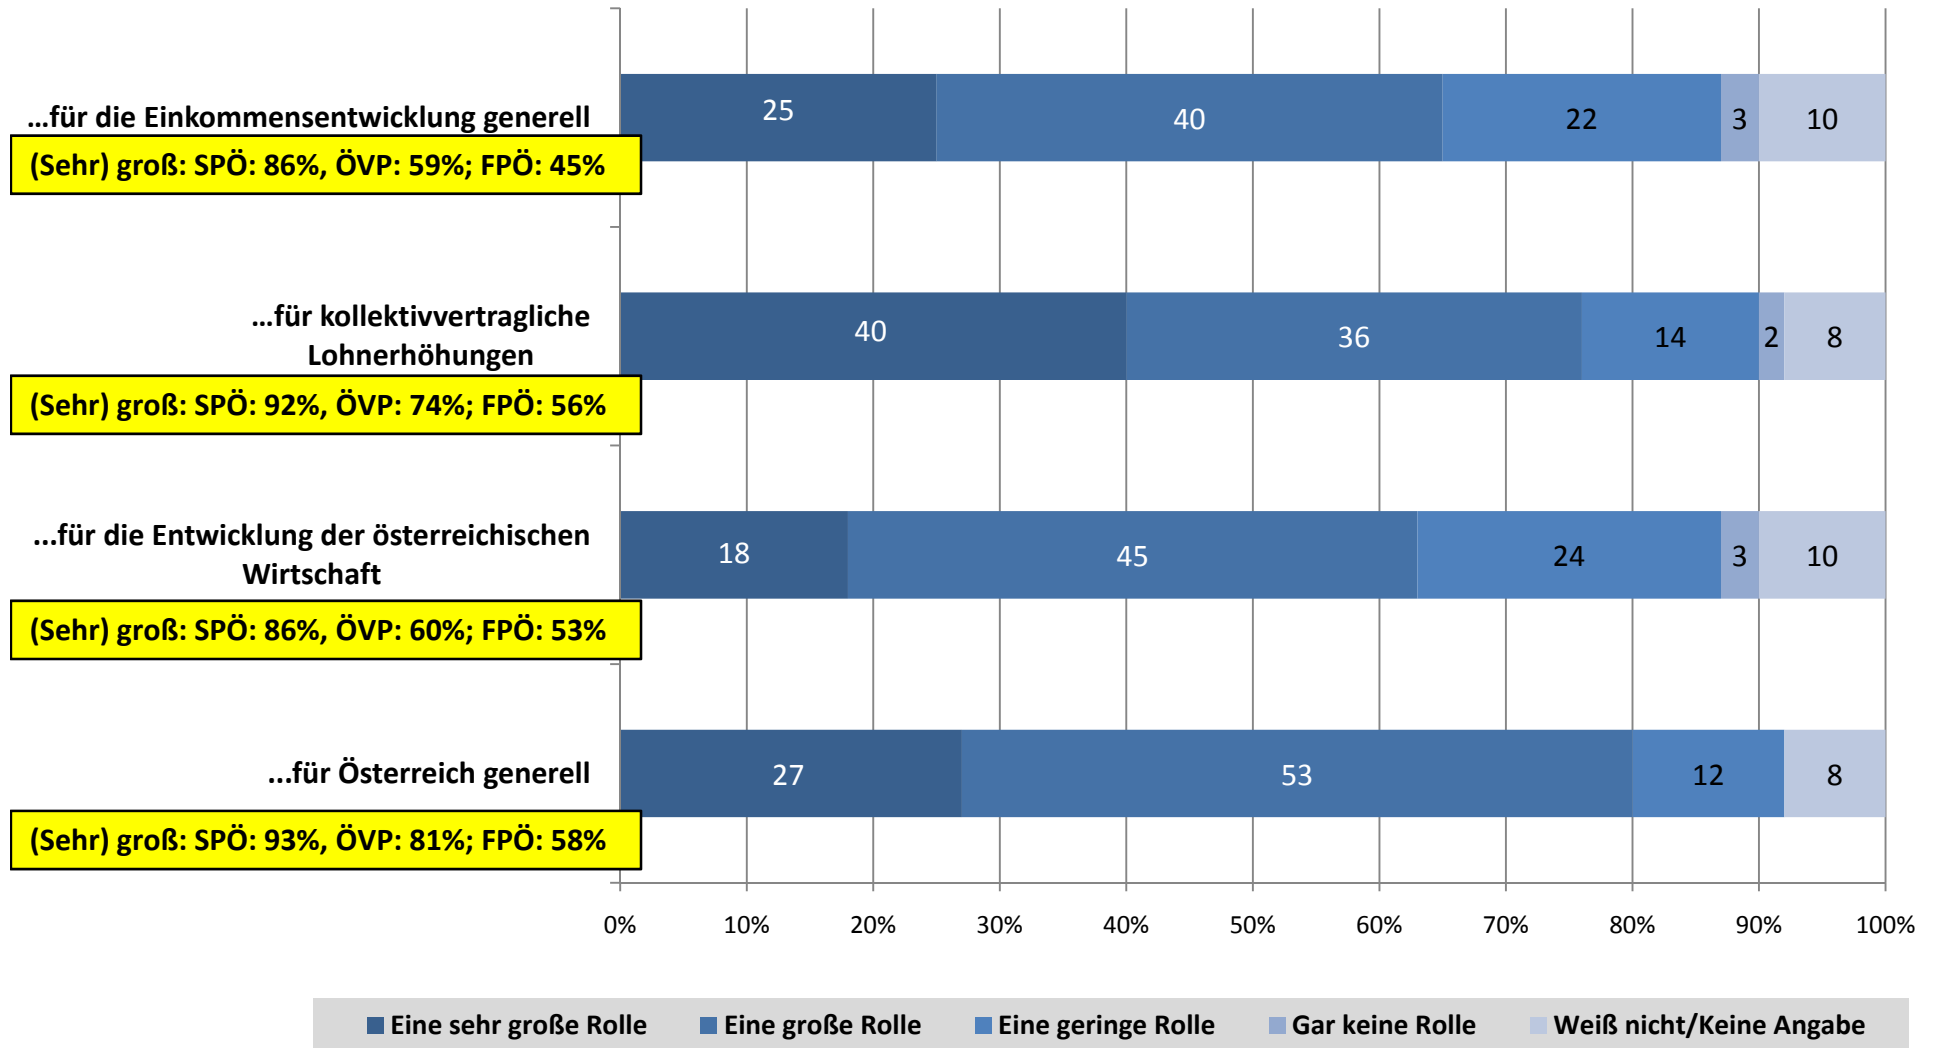 ...für die Einkommensentwicklung generell
25 40 22 3 10
(Sehr) groß: SPÖ: 86%, ÖVP: 59%; FPÖ: 45%
...für kollektivvertragliche
Lohnerhöhungen
40 36 14 2 8
(Sehr) groß: SPÖ: 92%, ÖVP: 74%; FPÖ: 56%
...für die Entwicklung der österreichischen
Wirtschaft
18 45 24 3 10
(Sehr) groß: SPÖ: 86%, ÖVP: 60%; FPÖ: 53%
...für Österreich generell
27 53 12 8
(Sehr) groß: SPÖ: 93%, ÖVP: 81%; FPÖ: 58%
0% 10% 20% 30% 40% 50% 60% 70% 80% 90% 100%
Eine sehr große Rolle Eine große Rolle Eine geringe Rolle Gar keine Rolle Weiß nicht/Keine Angabe